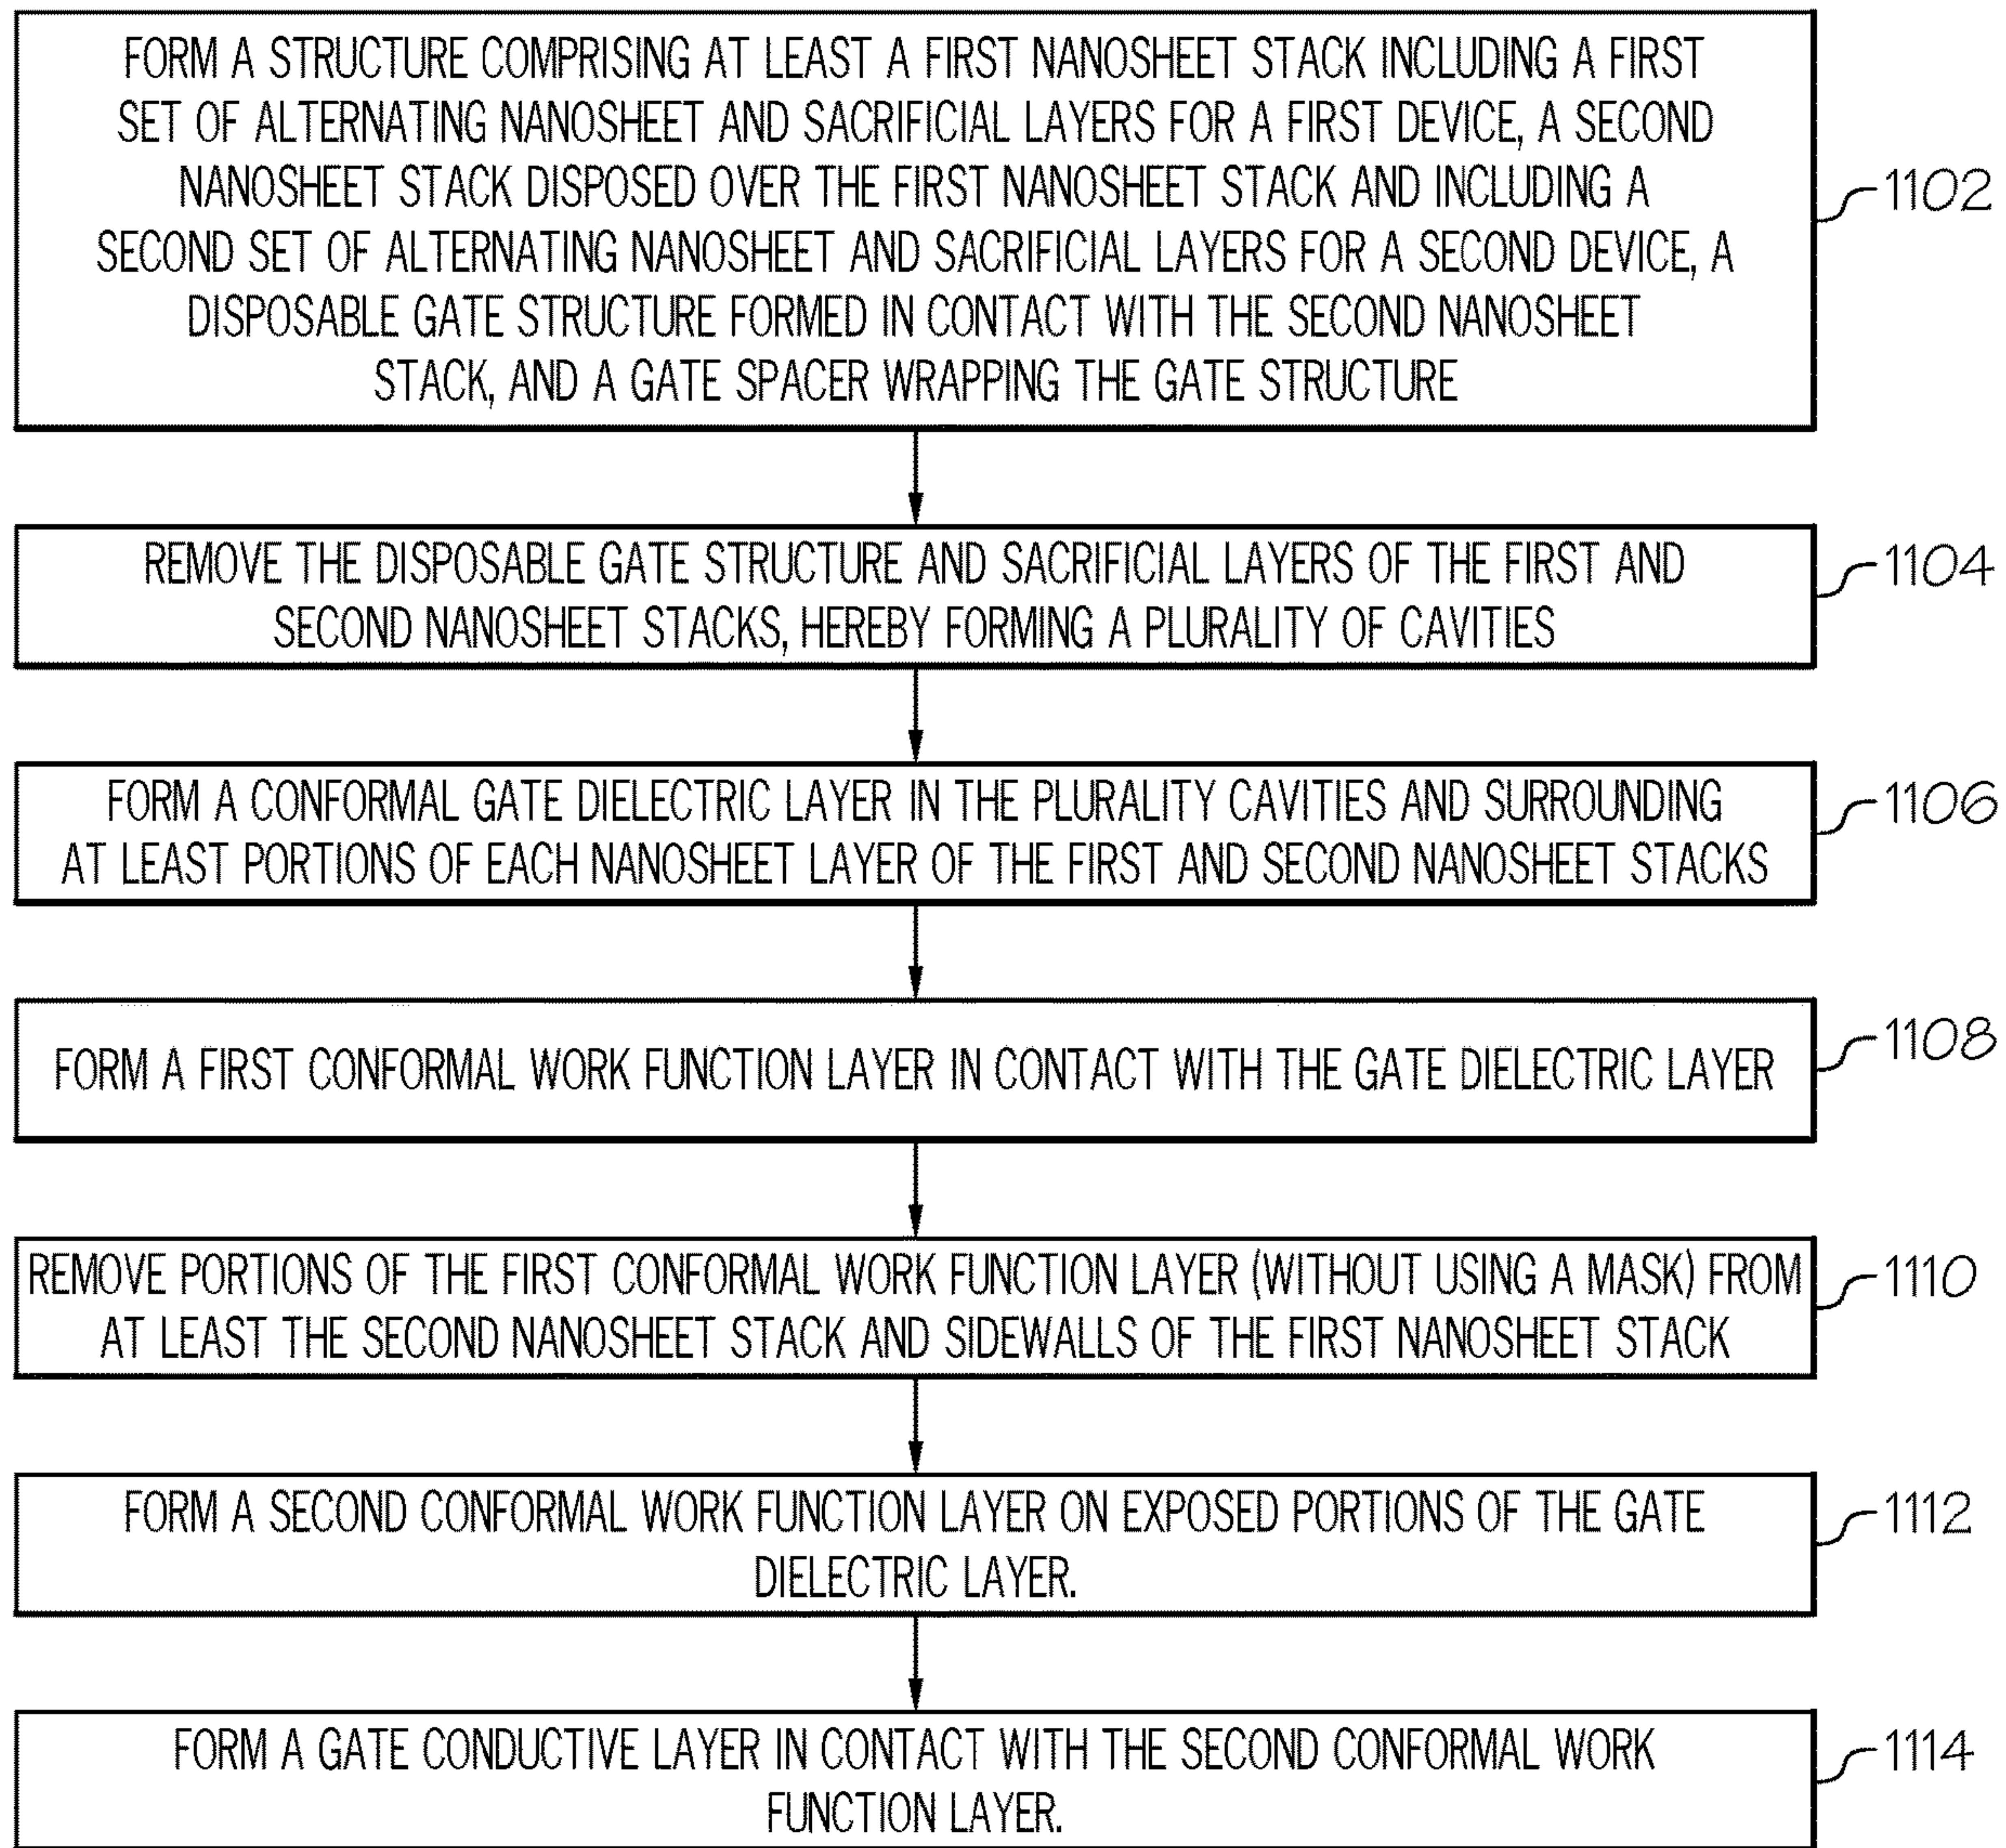 FORM A STRUCTURE COMPRISING AT LEAST A FIRST NANOSHEET STACK INCLUDING A FIRST
SET OF ALTERNATING NANOSHEET AND SACRIFICIAL LAYERS FOR A FIRST DEVICE, A SECOND
NANOSHEET STACK DISPOSED OVER THE FIRST NANOSHEET STACK AND INCLUDING A
SECOND SET OF ALTERNATING NANOSHEET AND SACRIFICIAL LAYERS FOR A SECOND DEVICE, A
DISPOSABLE GATE STRUCTURE FORMED IN CONTACT WITH THE SECOND NANOSHEET
STACK, AND A GATE SPACER WRAPPING THE GATE STRUCTURE
1102
REMOVE THE DISPOSABLE GATE STRUCTURE AND SACRIFICIAL LAYERS OF THE FIRST AND
SECOND NANOSHEET STACKS, HEREBY FORMING A PLURALITY OF CAVITIES
1104
FORM A CONFORMAL GATE DIELECTRIC LAYER IN THE PLURALITY CAVITIES AND SURROUNDING
AT LEAST PORTIONS OF EACH NANOSHEET LAYER OF THE FIRST AND SECOND NANOSHEET STACKS
1106
FORM A FIRST CONFORMAL WORK FUNCTION LAYER IN CONTACT WITH THE GATE DIELECTRIC LAYER
1108
REMOVE PORTIONS OF THE FIRST CONFORMAL WORK FUNCTION LAYER (WITHOUT USING A MASK) FROM
AT LEAST THE SECOND NANOSHEET STACK AND SIDEWALLS OF THE FIRST NANOSHEET STACK
1110
FORM A SECOND CONFORMAL WORK FUNCTION LAYER ON EXPOSED PORTIONS OF THE GATE
DIELECTRIC LAYER.
1112
FORM A GATE CONDUCTIVE LAYER IN CONTACT WITH THE SECOND CONFORMAL WORK
FUNCTION LAYER.
1114